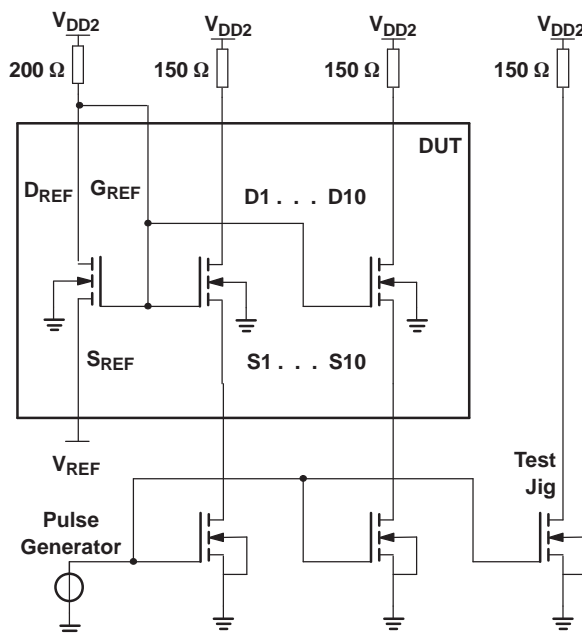 VDD2 VDD2 VDD2 VDD2
200 Ω 150 Ω 150 Ω 150 Ω
DUT
DREF GREF D1 . . . D10
SREF S1 . . . S10
VREF
Test
Jig
Pulse
Generator